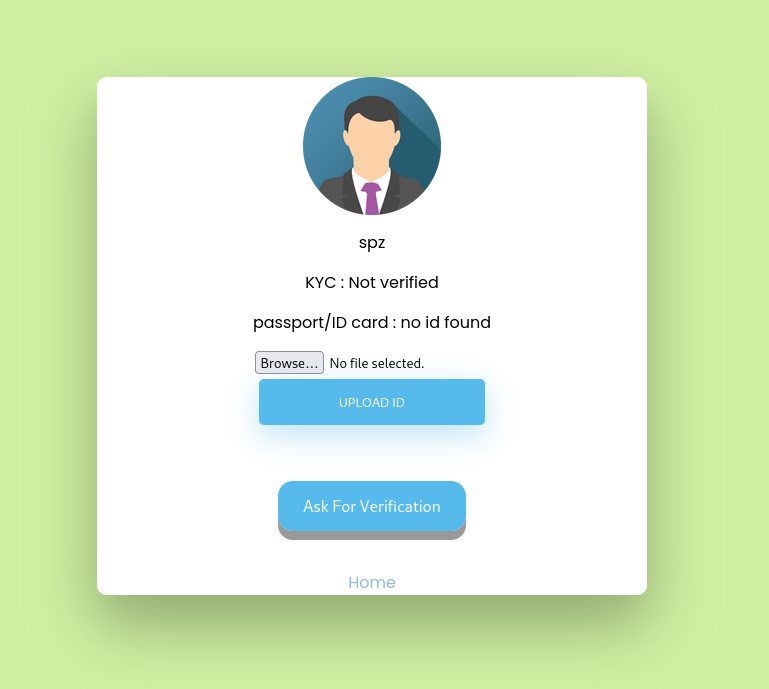 spz
KYC : Not verified
passport/ID card : no id found
Browse... No file selected.
UPLOAD ID
Ask For Verification
Home